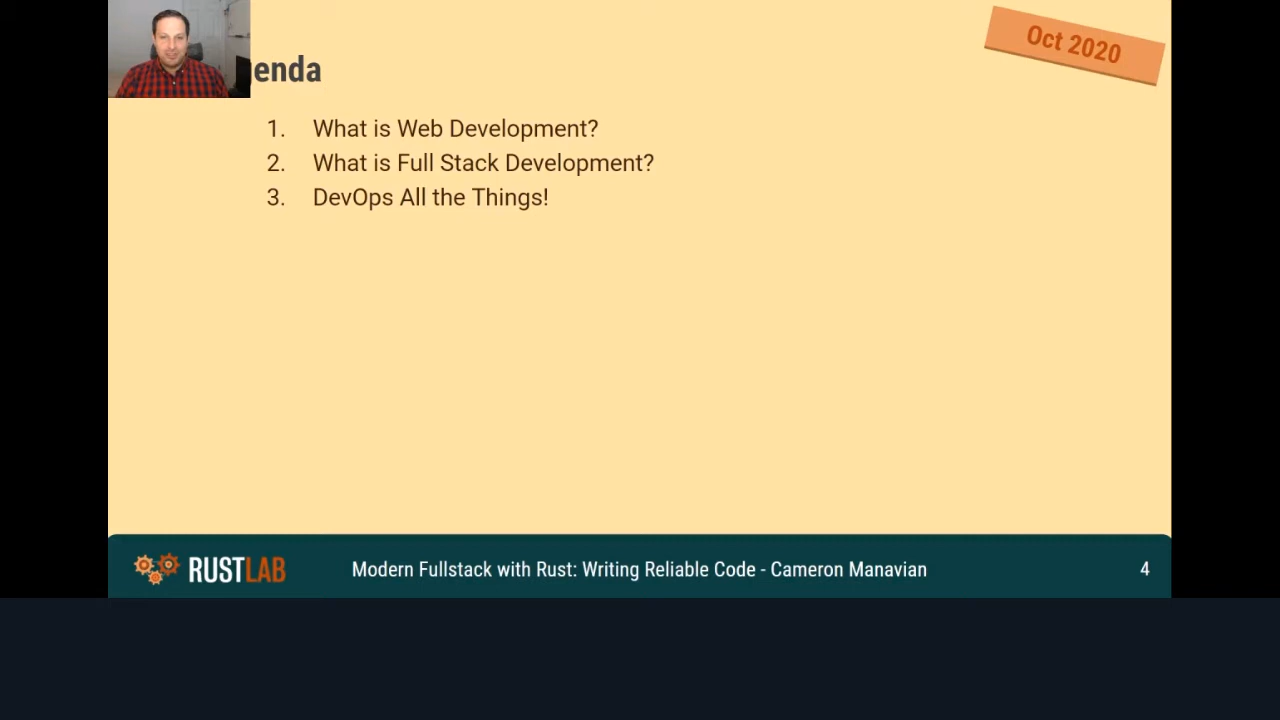 Oct 2020
enda
1. What is Web Development?
2. What is Full Stack Development?
3. DevOps All the Things!
RUSTLAB
Modern Fullstack with Rust: Writing Reliable Code - Cameron Manavian
4